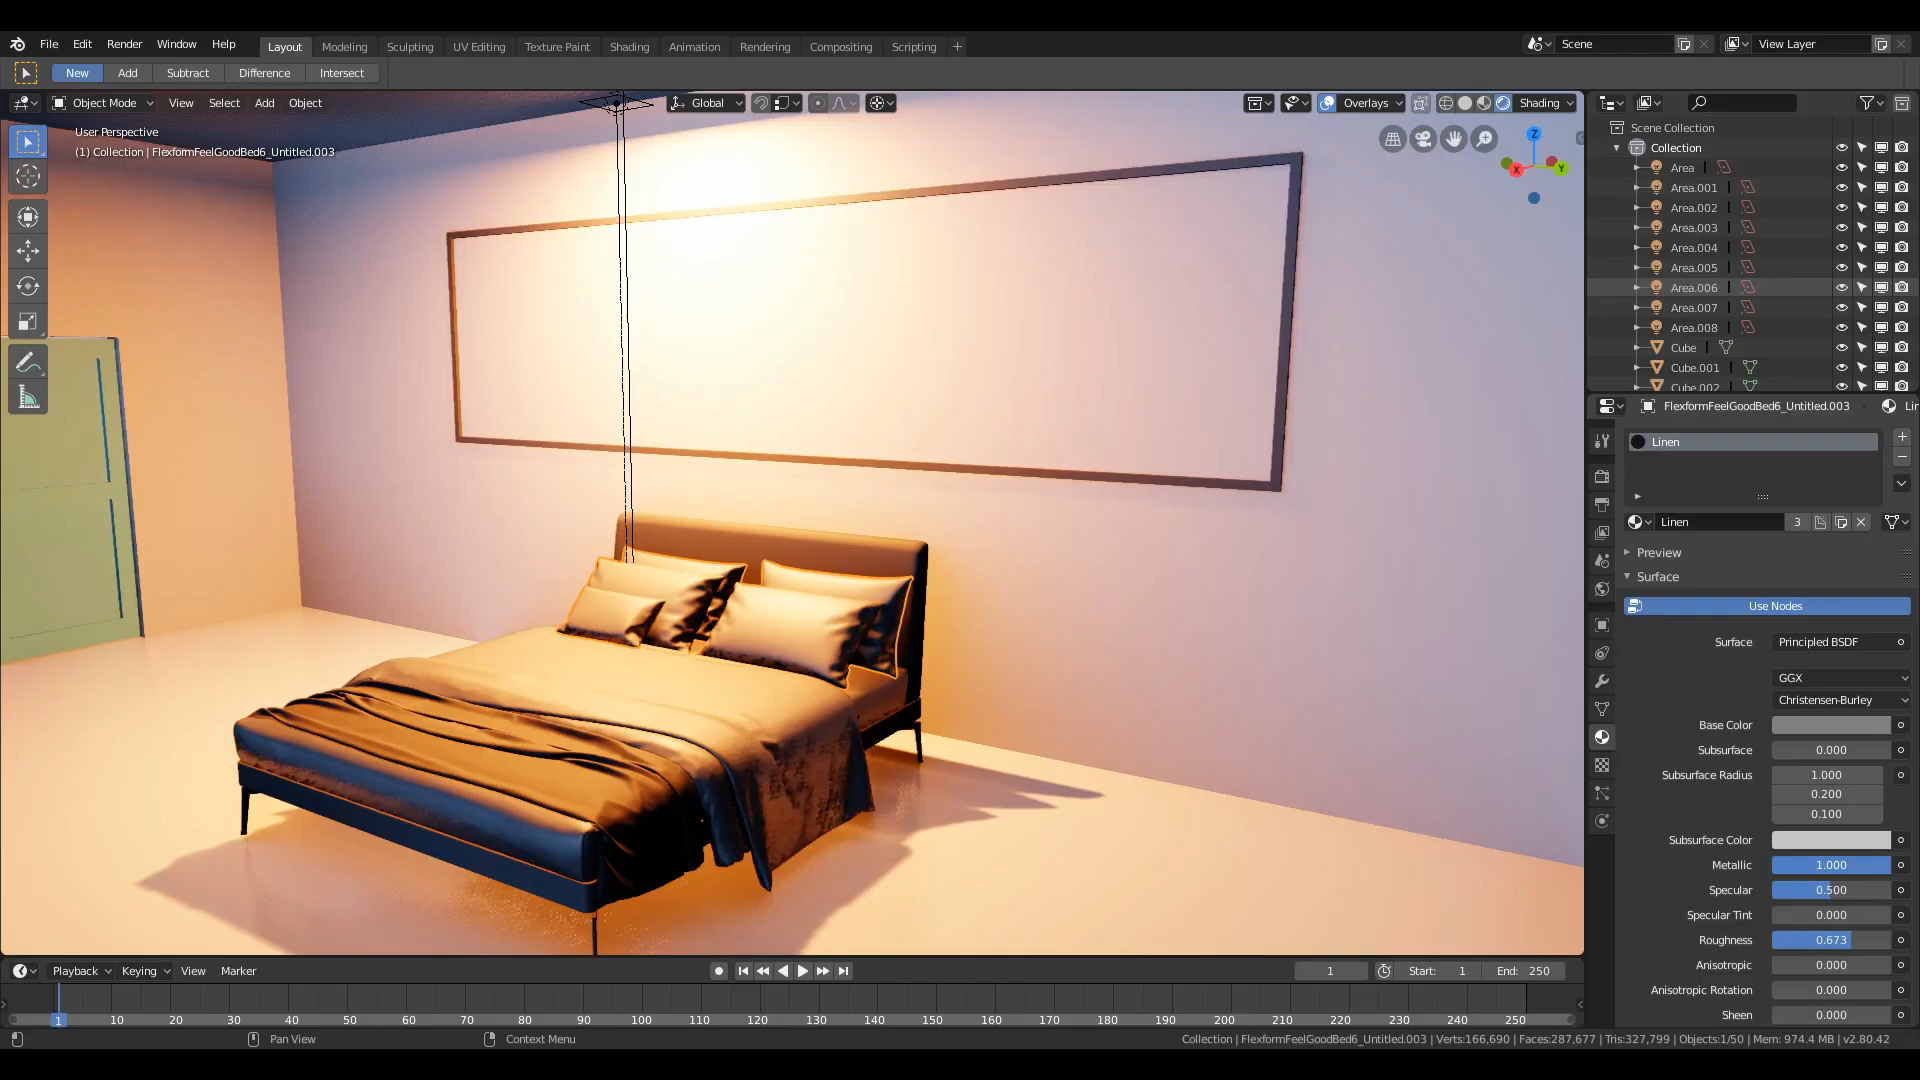 File Edit Render Window Help Layout Modeling Sculpting UV Editing Texture Paint Shading Animation Rendering Compositing Scripting + Scene View Layer
New Add Subtract Difference Intersect
Object Mode View Select Add Object Global Overlays Shading
User Perspective
(1) Collection | FlexformFeelGoodBed6_Untitled.003
Z
X
Y
Scene Collection
Collection
Area
Area.001
Area.002
Area.003
Area.004
Area.005
Area.006
Area.007
Area.008
Cube
Cube.001
Cube.002
FlexformFeelGoodBed6_Untitled.003
Linen
Linen 3
Preview
Surface
Use Nodes
Surface Principled BSDF
GGX
Christensen-Burley
Base Color
Subsurface 0.000
Subsurface Radius 1.000
0.200
0.100
Subsurface Color
Metallic 1.000
Specular 0.500
Specular Tint 0.000
Roughness 0.673
Anisotropic 0.000
Anisotropic Rotation 0.000
Sheen 0.000
Playback Keying View Marker 1 Start: 1 End: 250
1 10 20 30 40 50 60 70 80 90 100 110 120 130 140 150 160 170 180 190 200 210 220 230 240 250
Pan View Context Menu Collection | FlexformFeelGoodBed6_Untitled.003 | Verts:166,690 | Faces:287,677 | Tris:327,799 | Objects:1/50 | Mem: 974.4 MB | v2.80.42